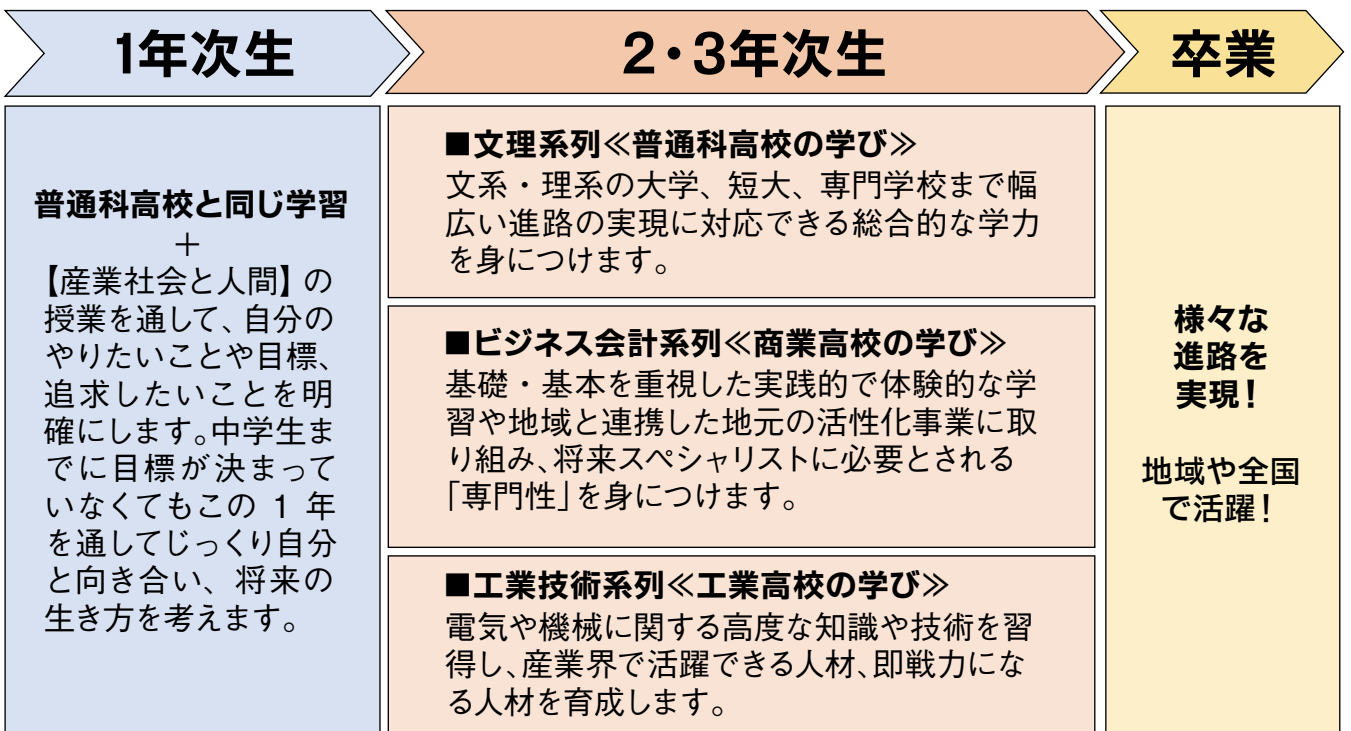 1年次生
2・3年次生
卒業
普通科高校と同じ学習
＋
【産業社会と人間】の
授業を通して、自分の
やりたいことや目標、
追求したいことを明
確にします。中学生ま
でに目標が決まって
いなくてもこの 1 年
を通してじっくり自分
と向き合い、将来の
生き方を考えます。
■文理系列≪普通科高校の学び≫
文系・理系の大学、短大、専門学校まで幅
広い進路の実現に対応できる総合的な学力
を身につけます。
■ビジネス会計系列≪商業高校の学び≫
基礎・基本を重視した実践的で体験的な学
習や地域と連携した地元の活性化事業に取
り組み、将来スペシャリストに必要とされる
「専門性」を身につけます。
■工業技術系列≪工業高校の学び≫
電気や機械に関する高度な知識や技術を習
得し、産業界で活躍できる人材、即戦力にな
る人材を育成します。
様々な
進路を
実現！
地域や全国
で活躍！